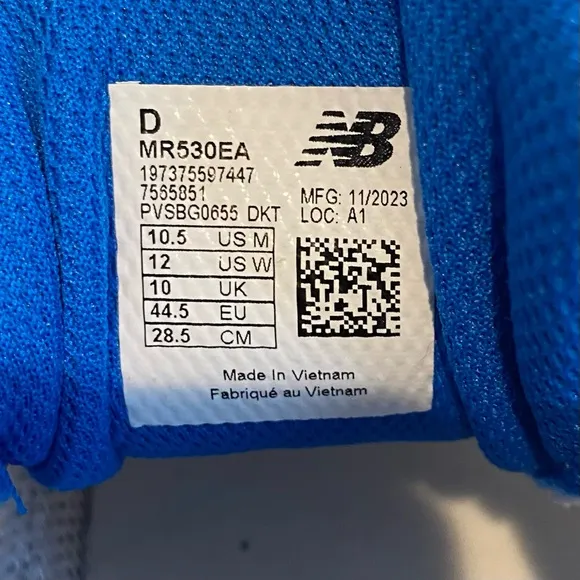 D
NB
MR530EA
197375597447
7565851
MFG: 11/2023
PVSBG0655 DKT
LOC: A1
10.5 US M
12 US W
10 UK
44.5 EU
28.5 CM
Made In Vietnam
Fabriqué au Vietnam